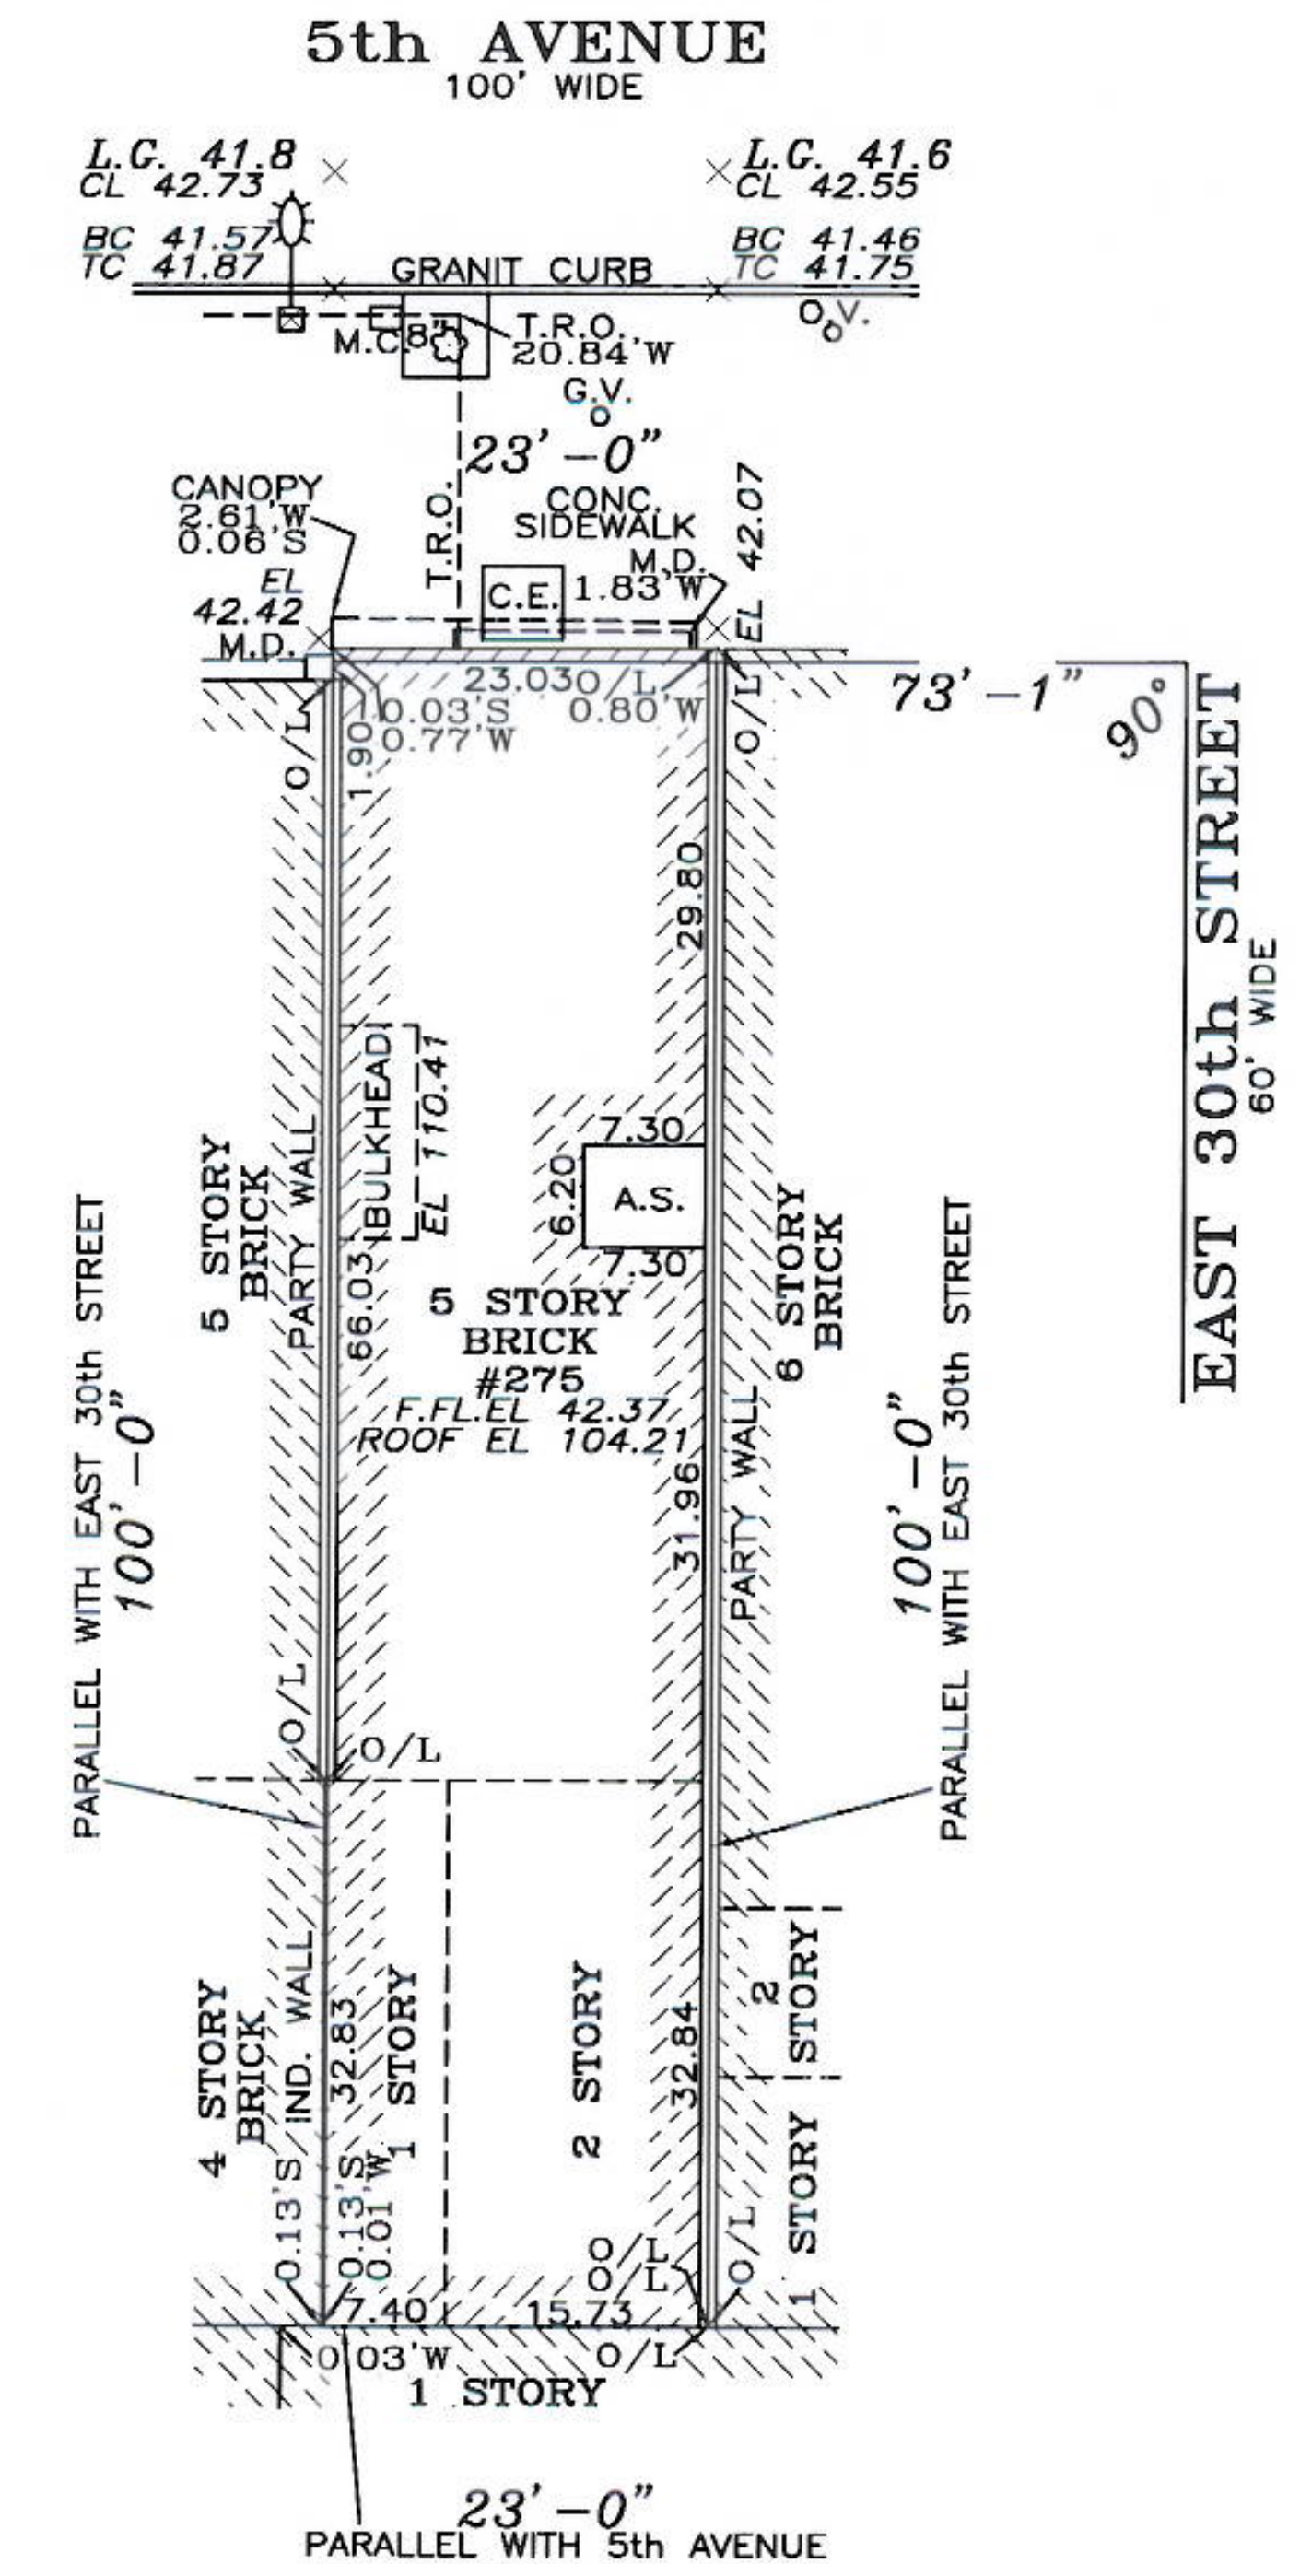 5th AVENUE
100' WIDE
L.G. 41.8
CL 42.73
BC 41.57
TC 41.87
L.G. 41.6
CL 42.55
BC 41.46
TC 41.75
GRANIT CURB
O.V.
M.C.
8"
T.R.O.
20.84'W
G.V.
23'-0"
CANOPY
2.61'W
0.06'S
EL
42.42
M.D.
T.R.O.
CONC.
SIDEWALK
M.D.
1.83'W
C.E.
EL 42.07
23.03
O/L
0.03'S
0.77'W
0.80'W
1.90
O/L
O/L
73'-1"
90°
EAST 30th STREET
60' WIDE
29.80
BULKHEAD
EL 110.41
7.30
6.20
A.S.
7.30
5 STORY
BRICK
PARTY WALL
66.03
5 STORY
BRICK
#275
F.FL.EL 42.37
ROOF EL 104.21
6 STORY
BRICK
PARTY WALL
31.96
PARALLEL WITH EAST 30th STREET
100'-0"
100'-0"
PARALLEL WITH EAST 30th STREET
O/L
O/L
4 STORY
BRICK
IND. WALL
32.83
1 STORY
2 STORY
32.84
2
STORY
1 STORY
0.13'S
0.13'S
0.01'W
O/L
O/L
O/L
7.40
15.73
0.03'W
O/L
1 STORY
23'-0"
PARALLEL WITH 5th AVENUE